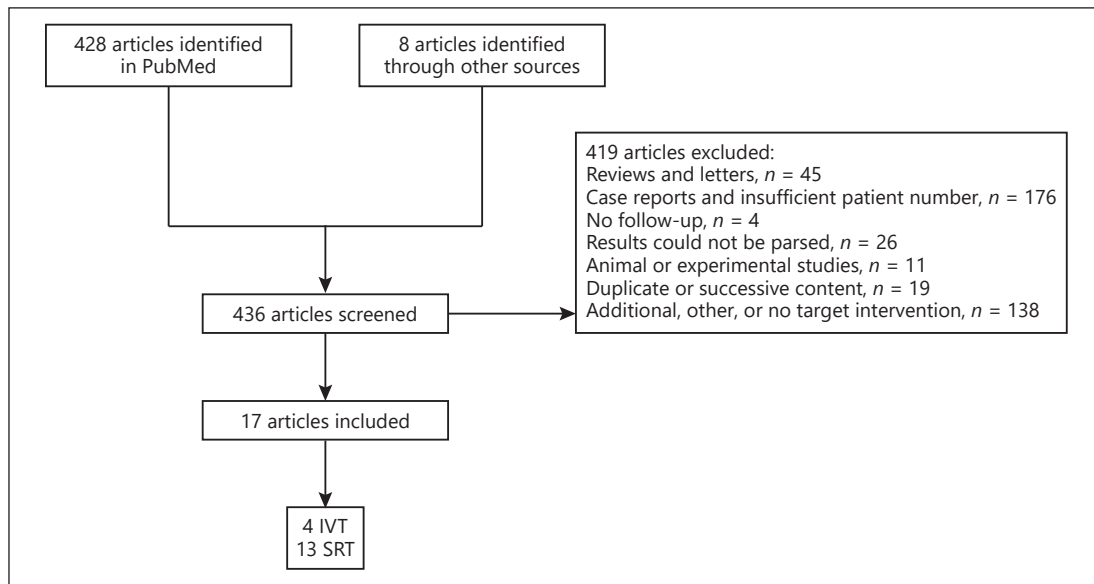 428 articles identified
in PubMed
8 articles identified
through other sources
419 articles excluded:
Reviews and letters, n = 45
Case reports and insufficient patient number, n = 176
No follow-up, n = 4
Results could not be parsed, n = 26
Animal or experimental studies, n = 11
Duplicate or successive content, n = 19
Additional, other, or no target intervention, n = 138
436 articles screened
17 articles included
4 IVT
13 SRT